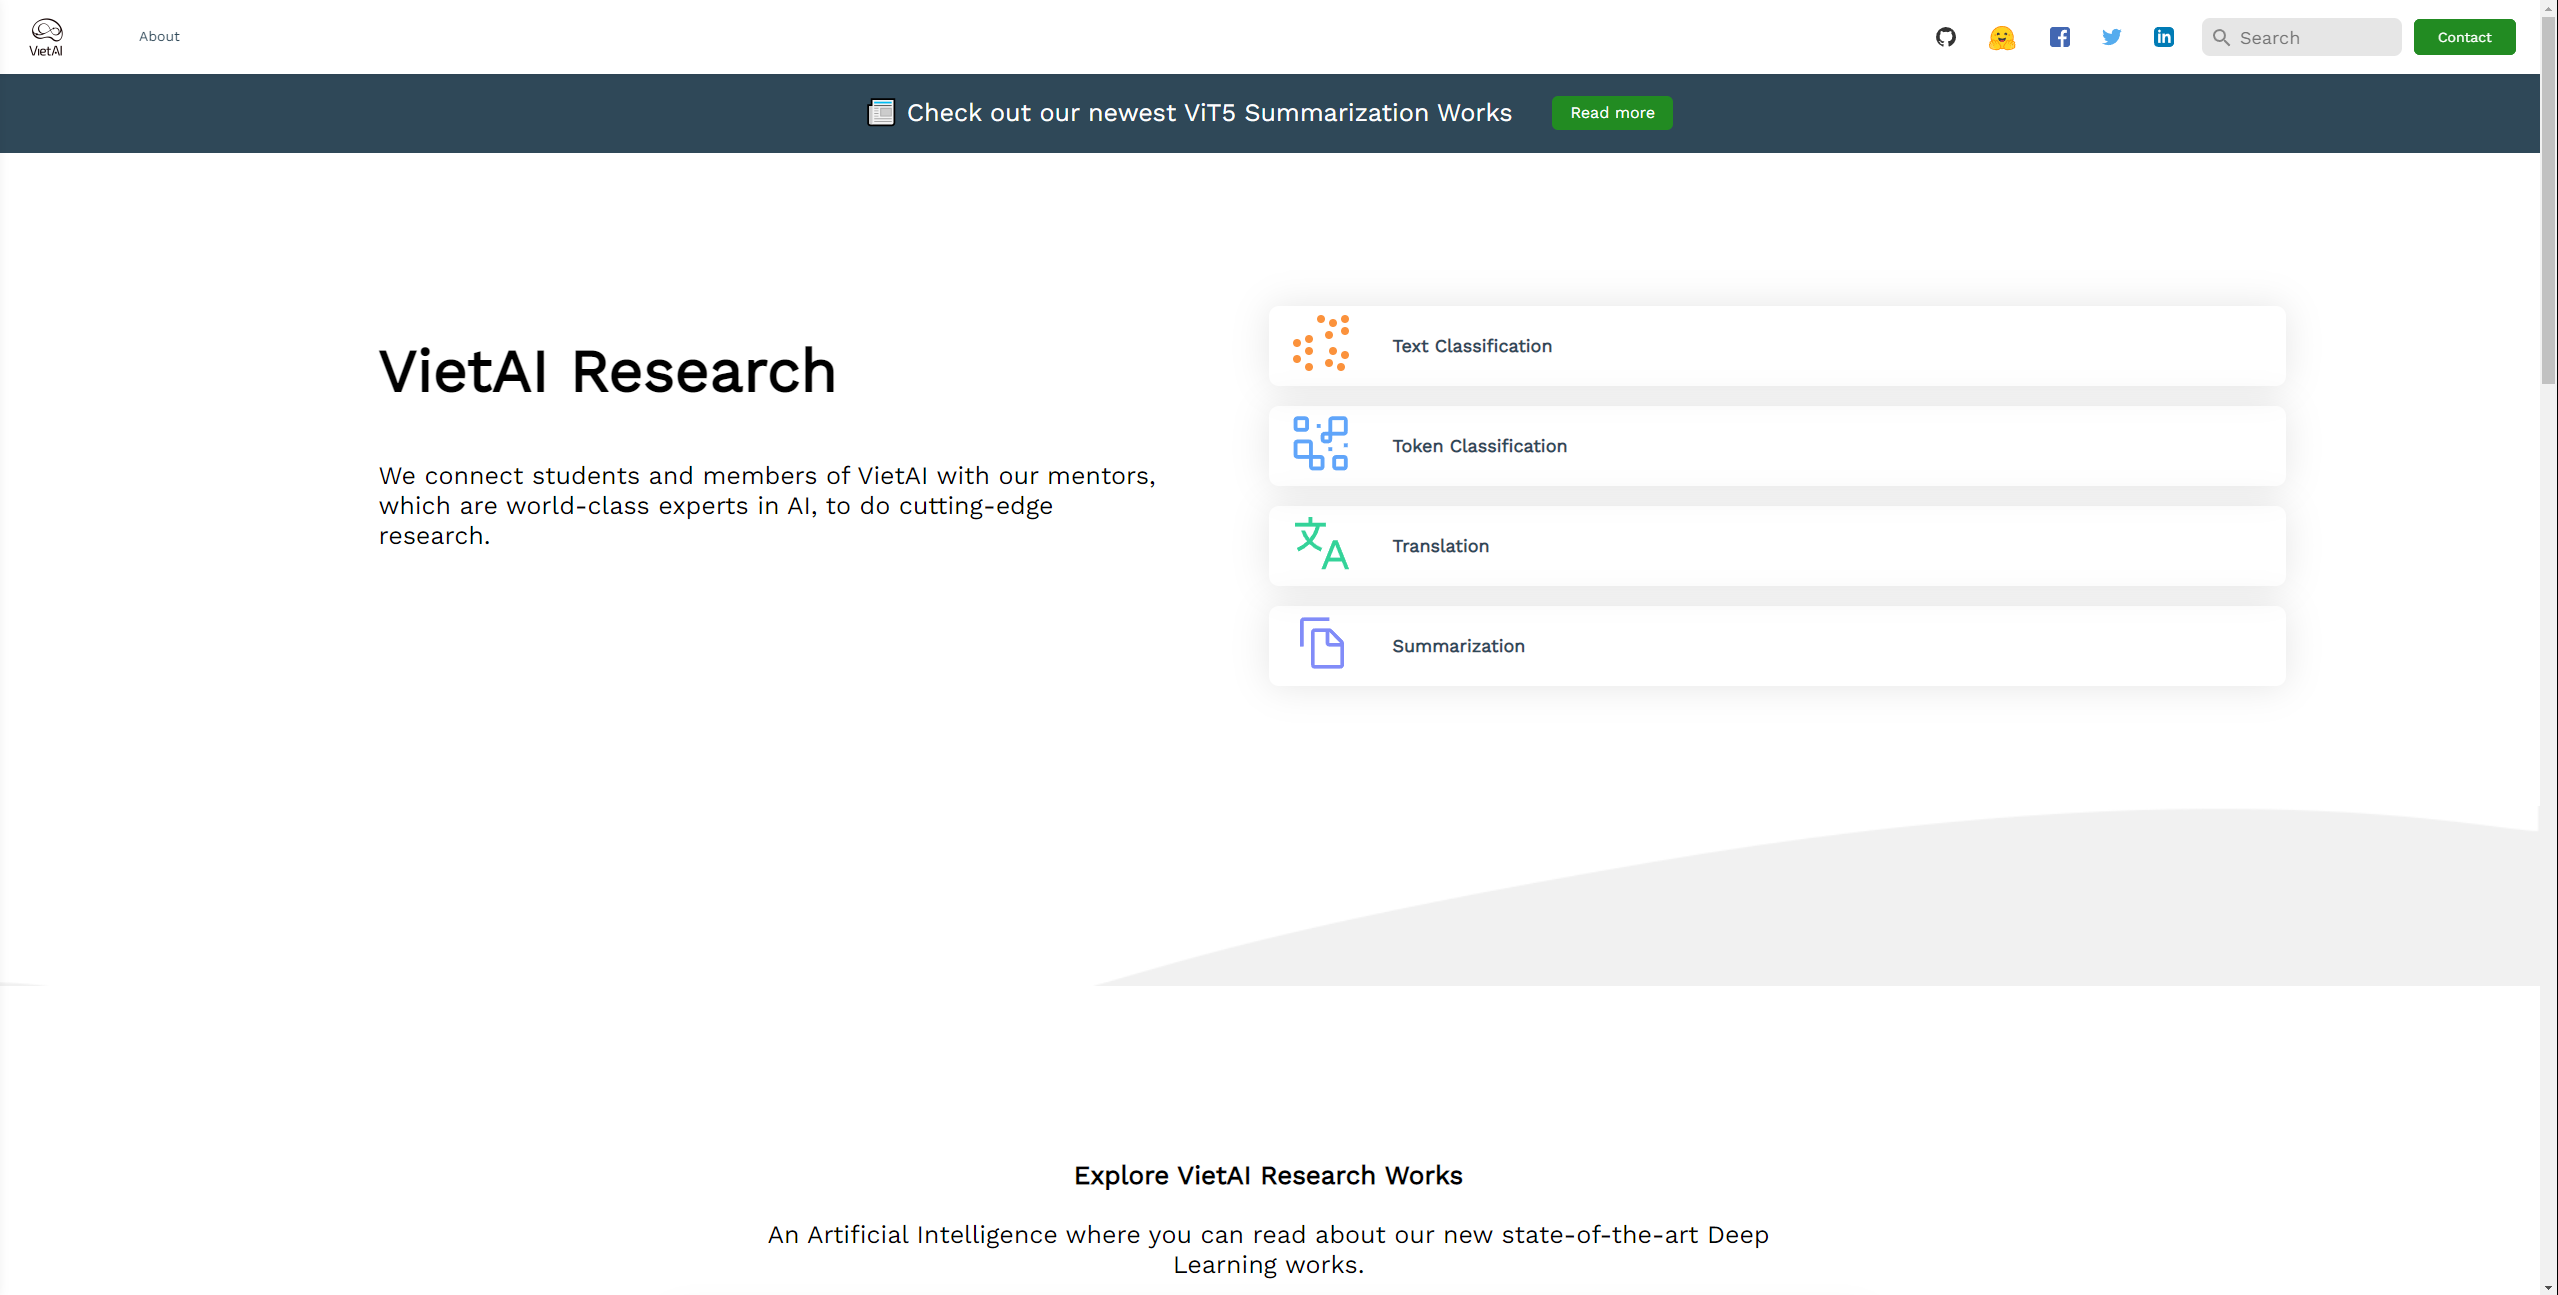 VietAI
About
Search
Contact
Check out our newest ViT5 Summarization Works
Read more
VietAI Research
We connect students and members of VietAI with our mentors,
which are world-class experts in AI, to do cutting-edge
research.
Text Classification
Token Classification
Translation
Summarization
Explore VietAI Research Works
An Artificial Intelligence where you can read about our new state-of-the-art Deep
Learning works.